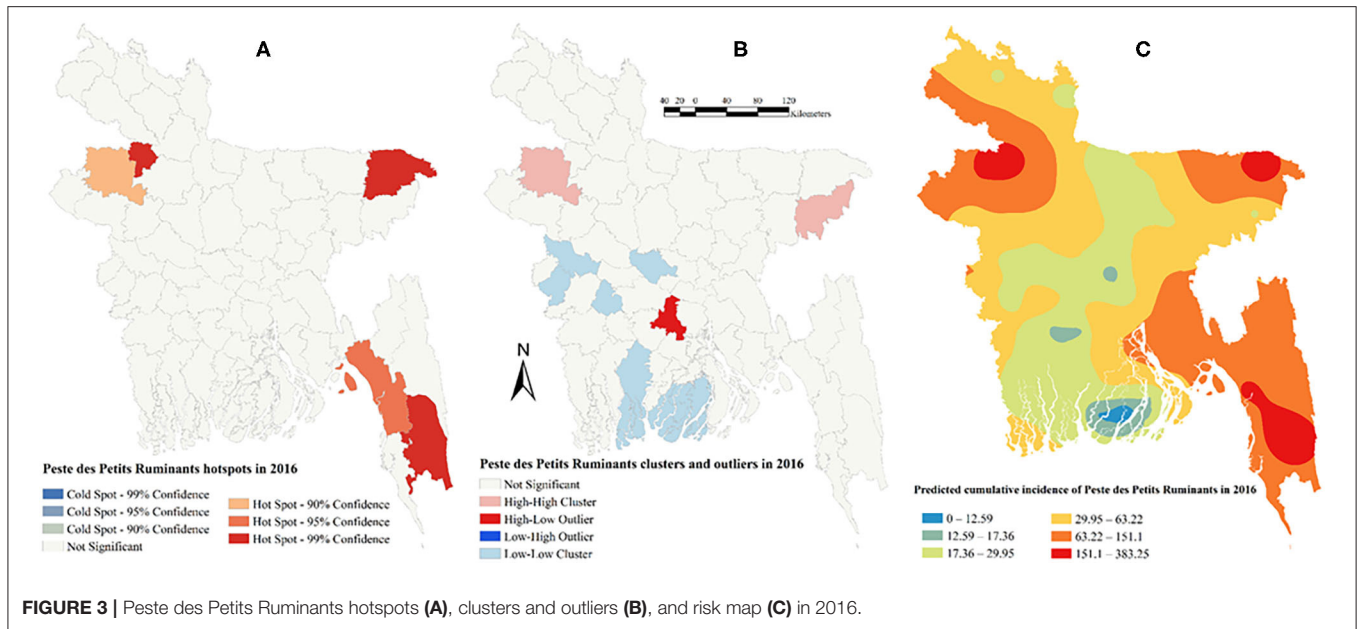 A
B
C
40 20 0 40 80 120
Kilometers
N
Peste des Petits Ruminants hotspots in 2016
Cold Spot - 99% Confidence
Cold Spot - 95% Confidence
Cold Spot - 90% Confidence
Not Significant
Hot Spot - 90% Confidence
Hot Spot - 95% Confidence
Hot Spot - 99% Confidence
Peste des Petits Ruminants clusters and outliers in 2016
Not Significant
High-High Cluster
High-Low Outlier
Low-High Outlier
Low-Low Cluster
Predicted cumulative incidence of Peste des Petits Ruminants in 2016
0 – 12.59
12.59 – 17.36
17.36 – 29.95
29.95 – 63.22
63.22 – 151.1
151.1 – 383.25
FIGURE 3 | Peste des Petits Ruminants hotspots (A), clusters and outliers (B), and risk map (C) in 2016.